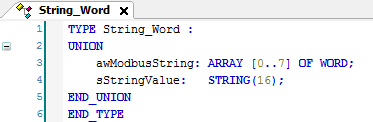 String_Word x
1 TYPE String_Word :
2 UNION
3 awModbusString: ARRAY [0..7] OF WORD;
4 sStringValue: STRING(16);
5 END_UNION
6 END_TYPE